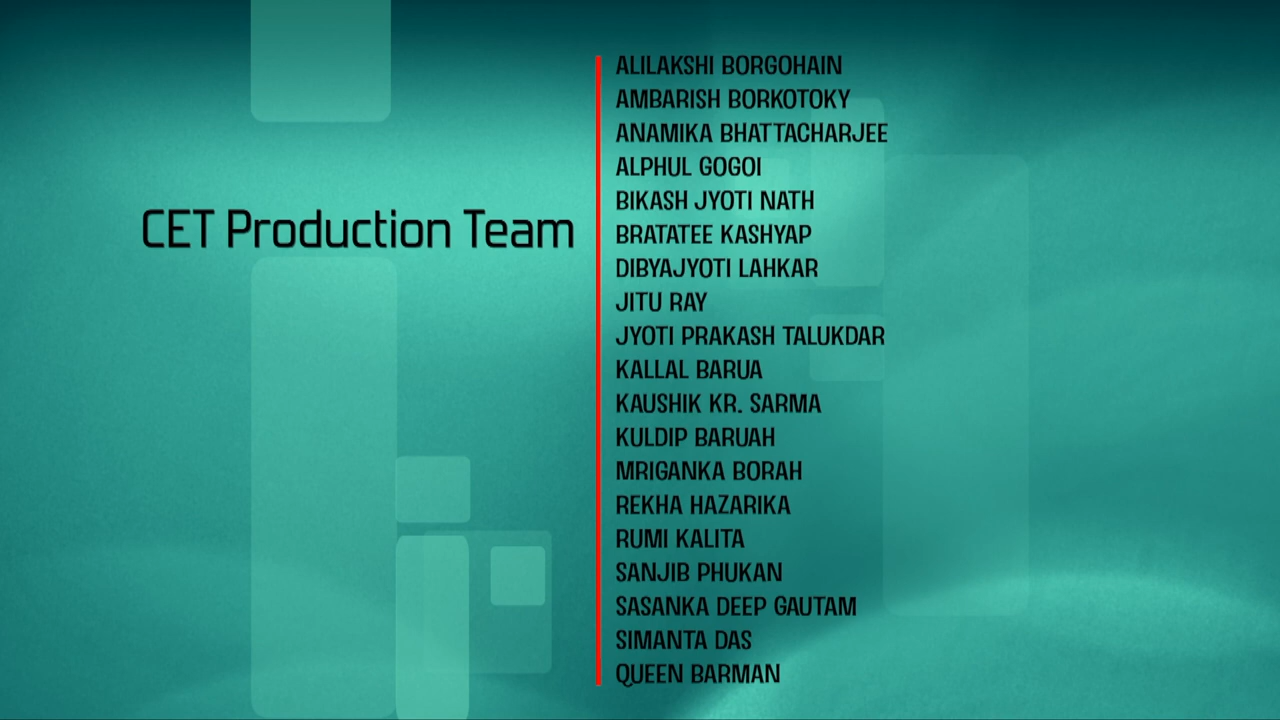 CET Production Team
ALILAKSHI BORGOHAIN
AMBARISH BORKOTOKY
ANAMIKA BHATTACHARJEE
ALPHUL GOGOI
BIKASH JYOTI NATH
BRATATEE KASHYAP
DIBYAJYOTI LAHKAR
JITU RAY
JYOTI PRAKASH TALUKDAR
KALLAL BARUA
KAUSHIK KR. SARMA
KULDIP BARUAH
MRIGANKA BORAH
REKHA HAZARIKA
RUMI KALITA
SANJIB PHUKAN
SASANKA DEEP GAUTAM
SIMANTA DAS
QUEEN BARMAN